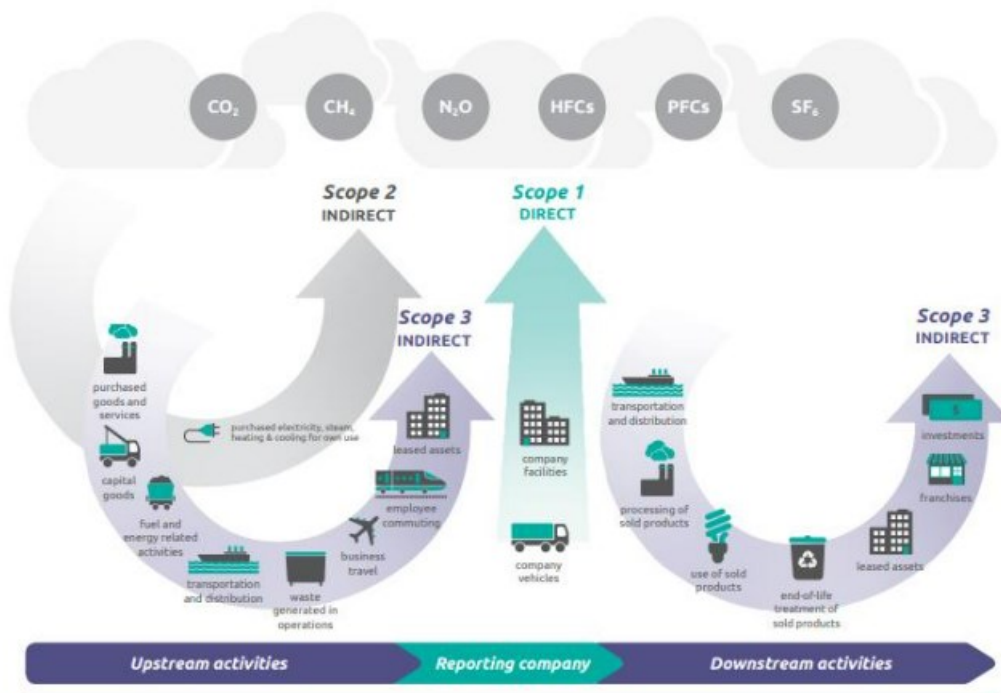 CO₂ CH₄ N₂O HFCs PFCs SF₆
Scope 2
INDIRECT
Scope 1
DIRECT
Scope 3
INDIRECT
Scope 3
INDIRECT
purchased
goods and
services
purchased electricity, steam,
heating & cooling for own use
capital
goods
fuel and
energy related
activities
transportation
and distribution
waste
generated in
operations
business
travel
employee
commuting
leased assets
company
facilities
company
vehicles
transportation
and distribution
processing of
sold products
use of sold
products
end-of-life
treatment of
sold products
leased assets
franchises
investments
$
Upstream activities
Reporting company
Downstream activities